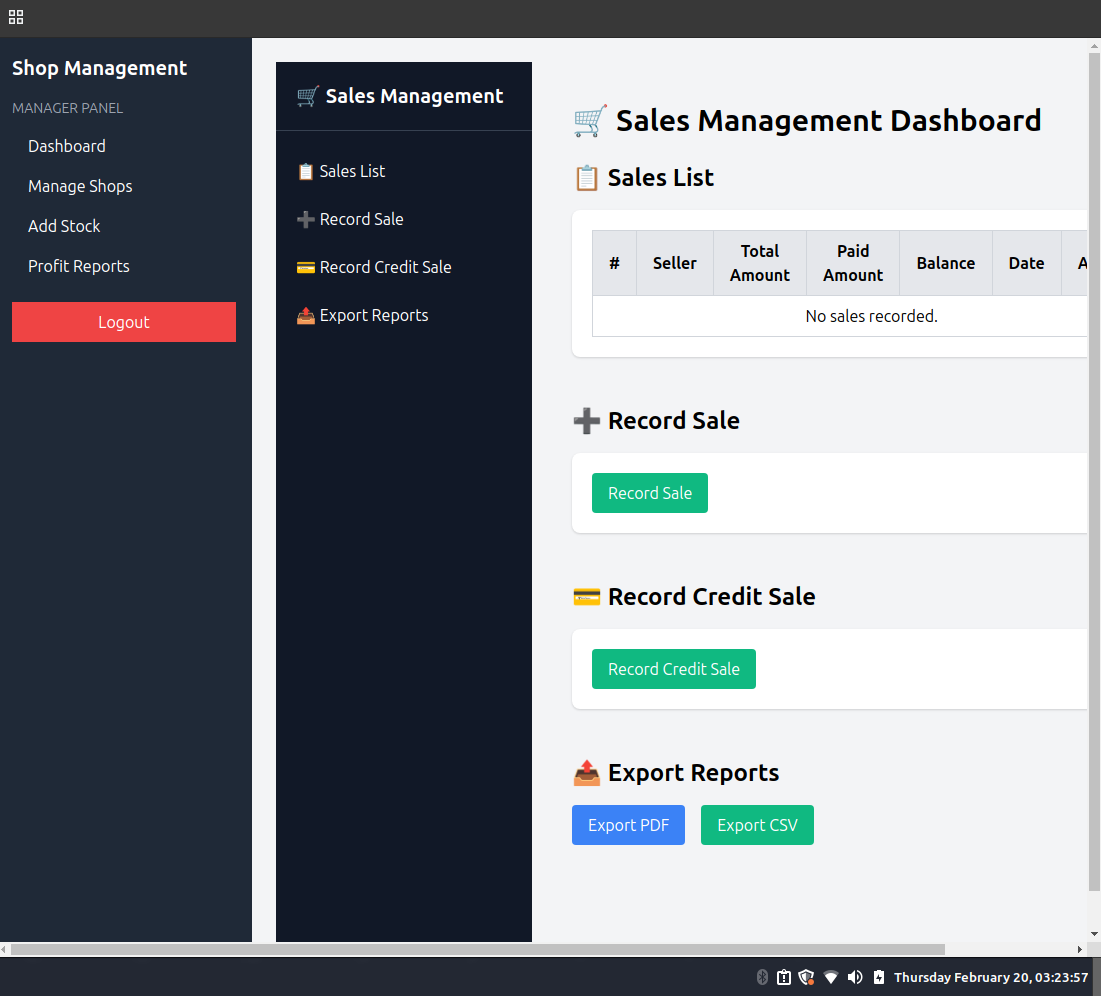 Shop Management
MANAGER PANEL
Dashboard
Manage Shops
Add Stock
Profit Reports
Logout
🛒 Sales Management
📋 Sales List
➕ Record Sale
💳 Record Credit Sale
📤 Export Reports
🛒 Sales Management Dashboard
📋 Sales List
# Seller Total Amount Paid Amount Balance Date A
No sales recorded.
➕ Record Sale
Record Sale
💳 Record Credit Sale
Record Credit Sale
📤 Export Reports
Export PDF Export CSV
Thursday February 20, 03:23:57